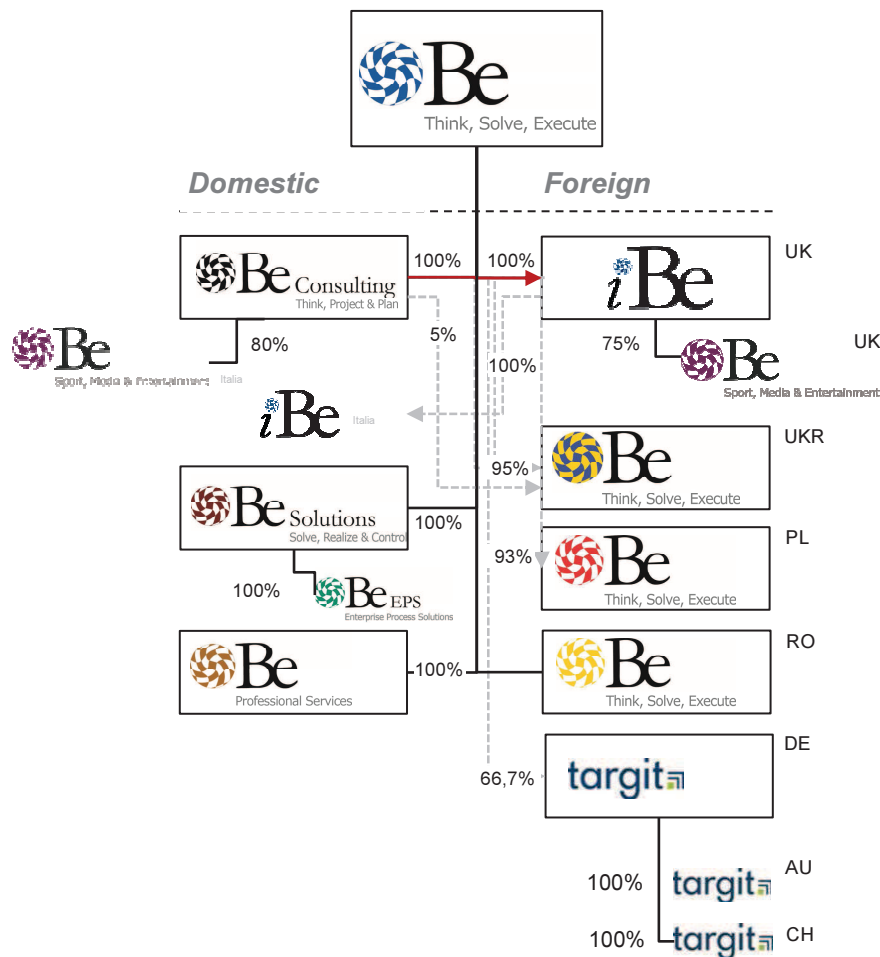 Be
Think, Solve, Execute
Domestic
Foreign
Be Consulting
Think, Project & Plan
100%
100%
iBe
UK
80%
Be
Sport, Media & Entertainment
Italia
5%
100%
75%
Be
Sport, Media & Entertainment
UK
iBe
Italia
95%
Be
Think, Solve, Execute
UKR
Be Solutions
Solve, Realize & Control
100%
93%
Be
Think, Solve, Execute
PL
100%
Be EPS
Enterprise Process Solutions
Be
Professional Services
100%
Be
Think, Solve, Execute
RO
66,7%
targit
DE
100%
targit
AU
100%
targit
CH